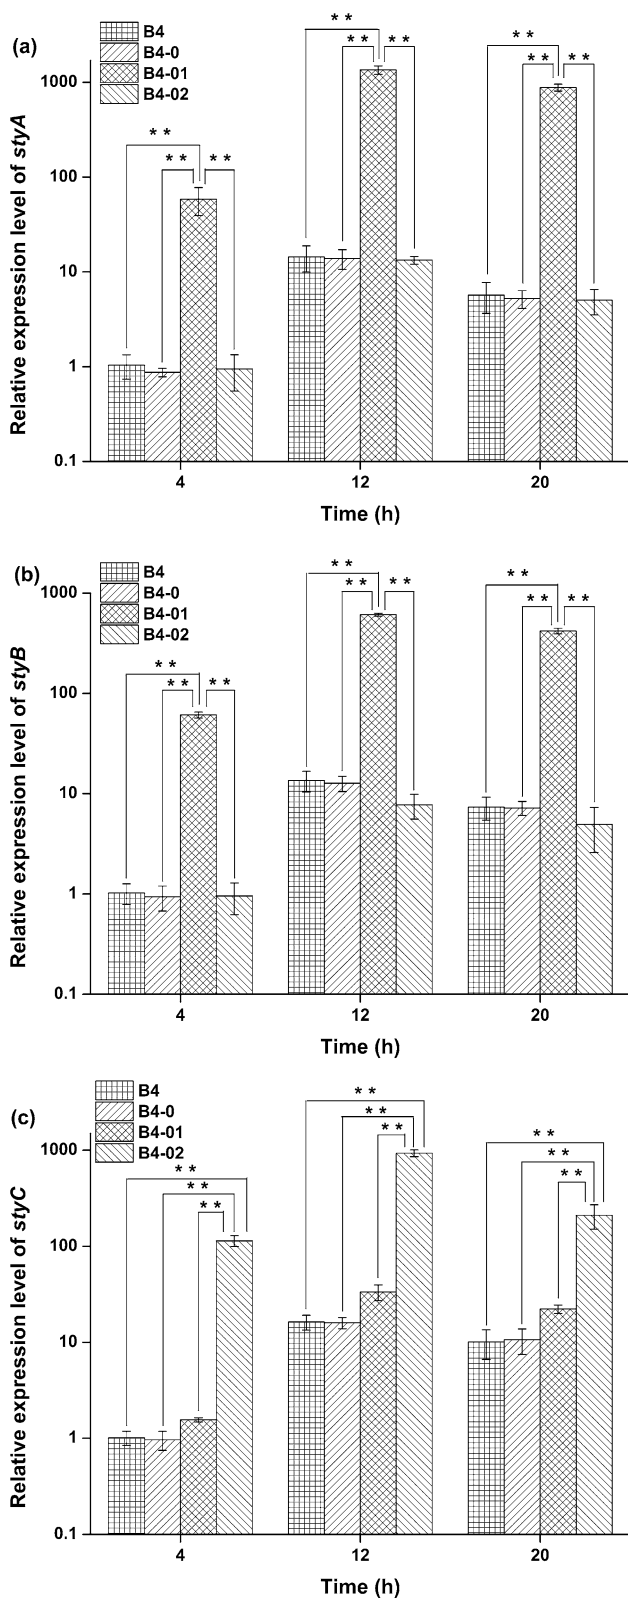 (a)
B4
B4-0
B4-01
B4-02
Relative expression level of styA
1000
100
10
1
0.1
** ** **
** ** **
** ** **
4 12 20
Time (h)
(b)
B4
B4-0
B4-01
B4-02
Relative expression level of styB
1000
100
10
1
0.1
** ** **
** ** **
** ** **
4 12 20
Time (h)
(c)
B4
B4-0
B4-01
B4-02
Relative expression level of styC
1000
100
10
1
0.1
** ** **
** ** **
** ** **
4 12 20
Time (h)